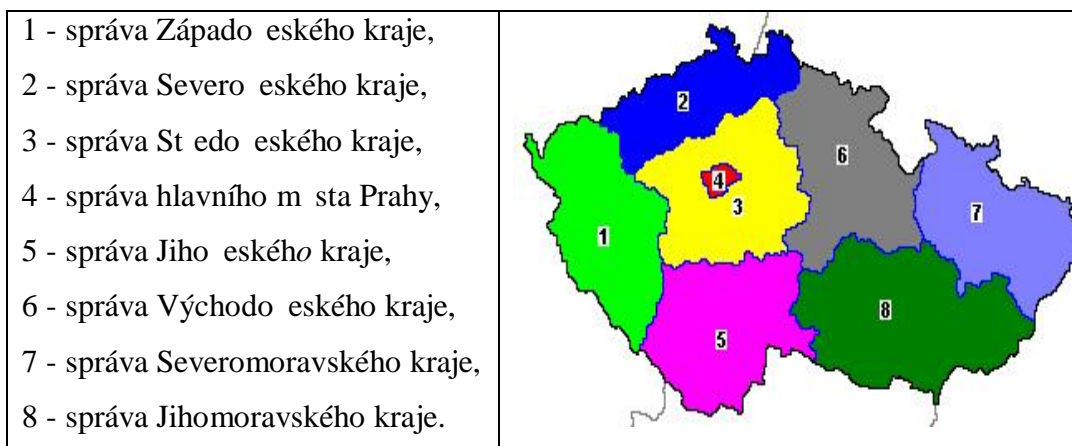 1 - správa Západo eského kraje,
2 - správa Severo eského kraje,
3 - správa St edo eského kraje,
4 - správa hlavního m sta Prahy,
5 - správa Jiho eského kraje,
6 - správa Východo eského kraje,
7 - správa Severomoravského kraje,
8 - správa Jihomoravského kraje.
2
6
4
3
7
1
8
5